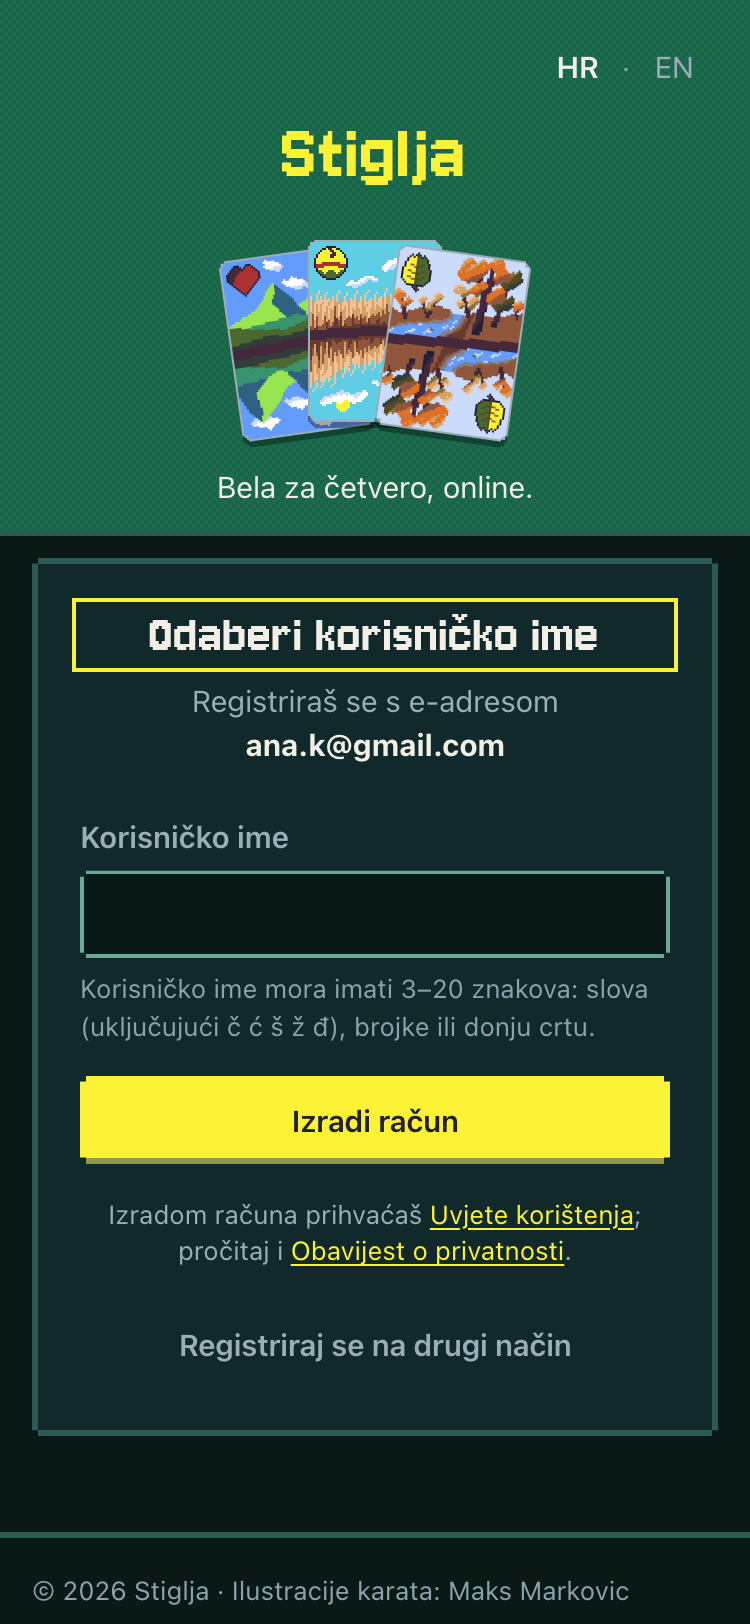 HR · EN
Stiglja
Bela za četvero, online.
Odaberi korisničko ime
Registriraš se s e-adresom
ana.k@gmail.com
Korisničko ime
Korisničko ime mora imati 3–20 znakova: slova
(uključujući č ć š ž đ), brojke ili donju crtu.
Izradi račun
Izradom računa prihvaćaš Uvjete korištenja;
pročitaj i Obavijest o privatnosti.
Registriraj se na drugi način
© 2026 Stiglja · Ilustracije karata: Maks Markovic